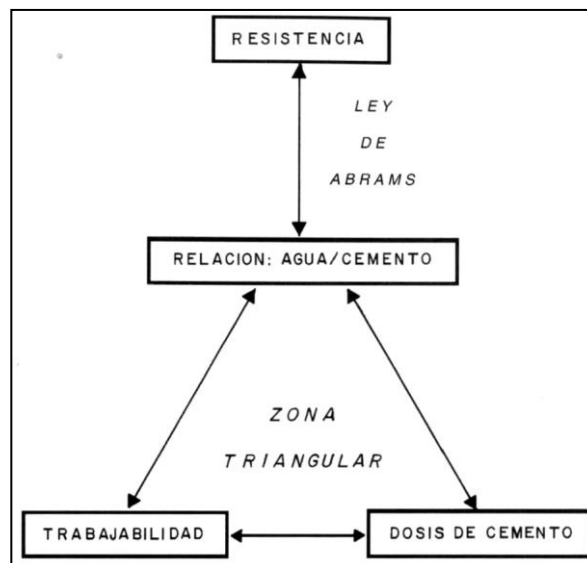 RESISTENCIA
LEY
DE
ABRAMS
RELACION: AGUA/CEMENTO
ZONA
TRIANGULAR
TRABAJABILIDAD
DOSIS DE CEMENTO